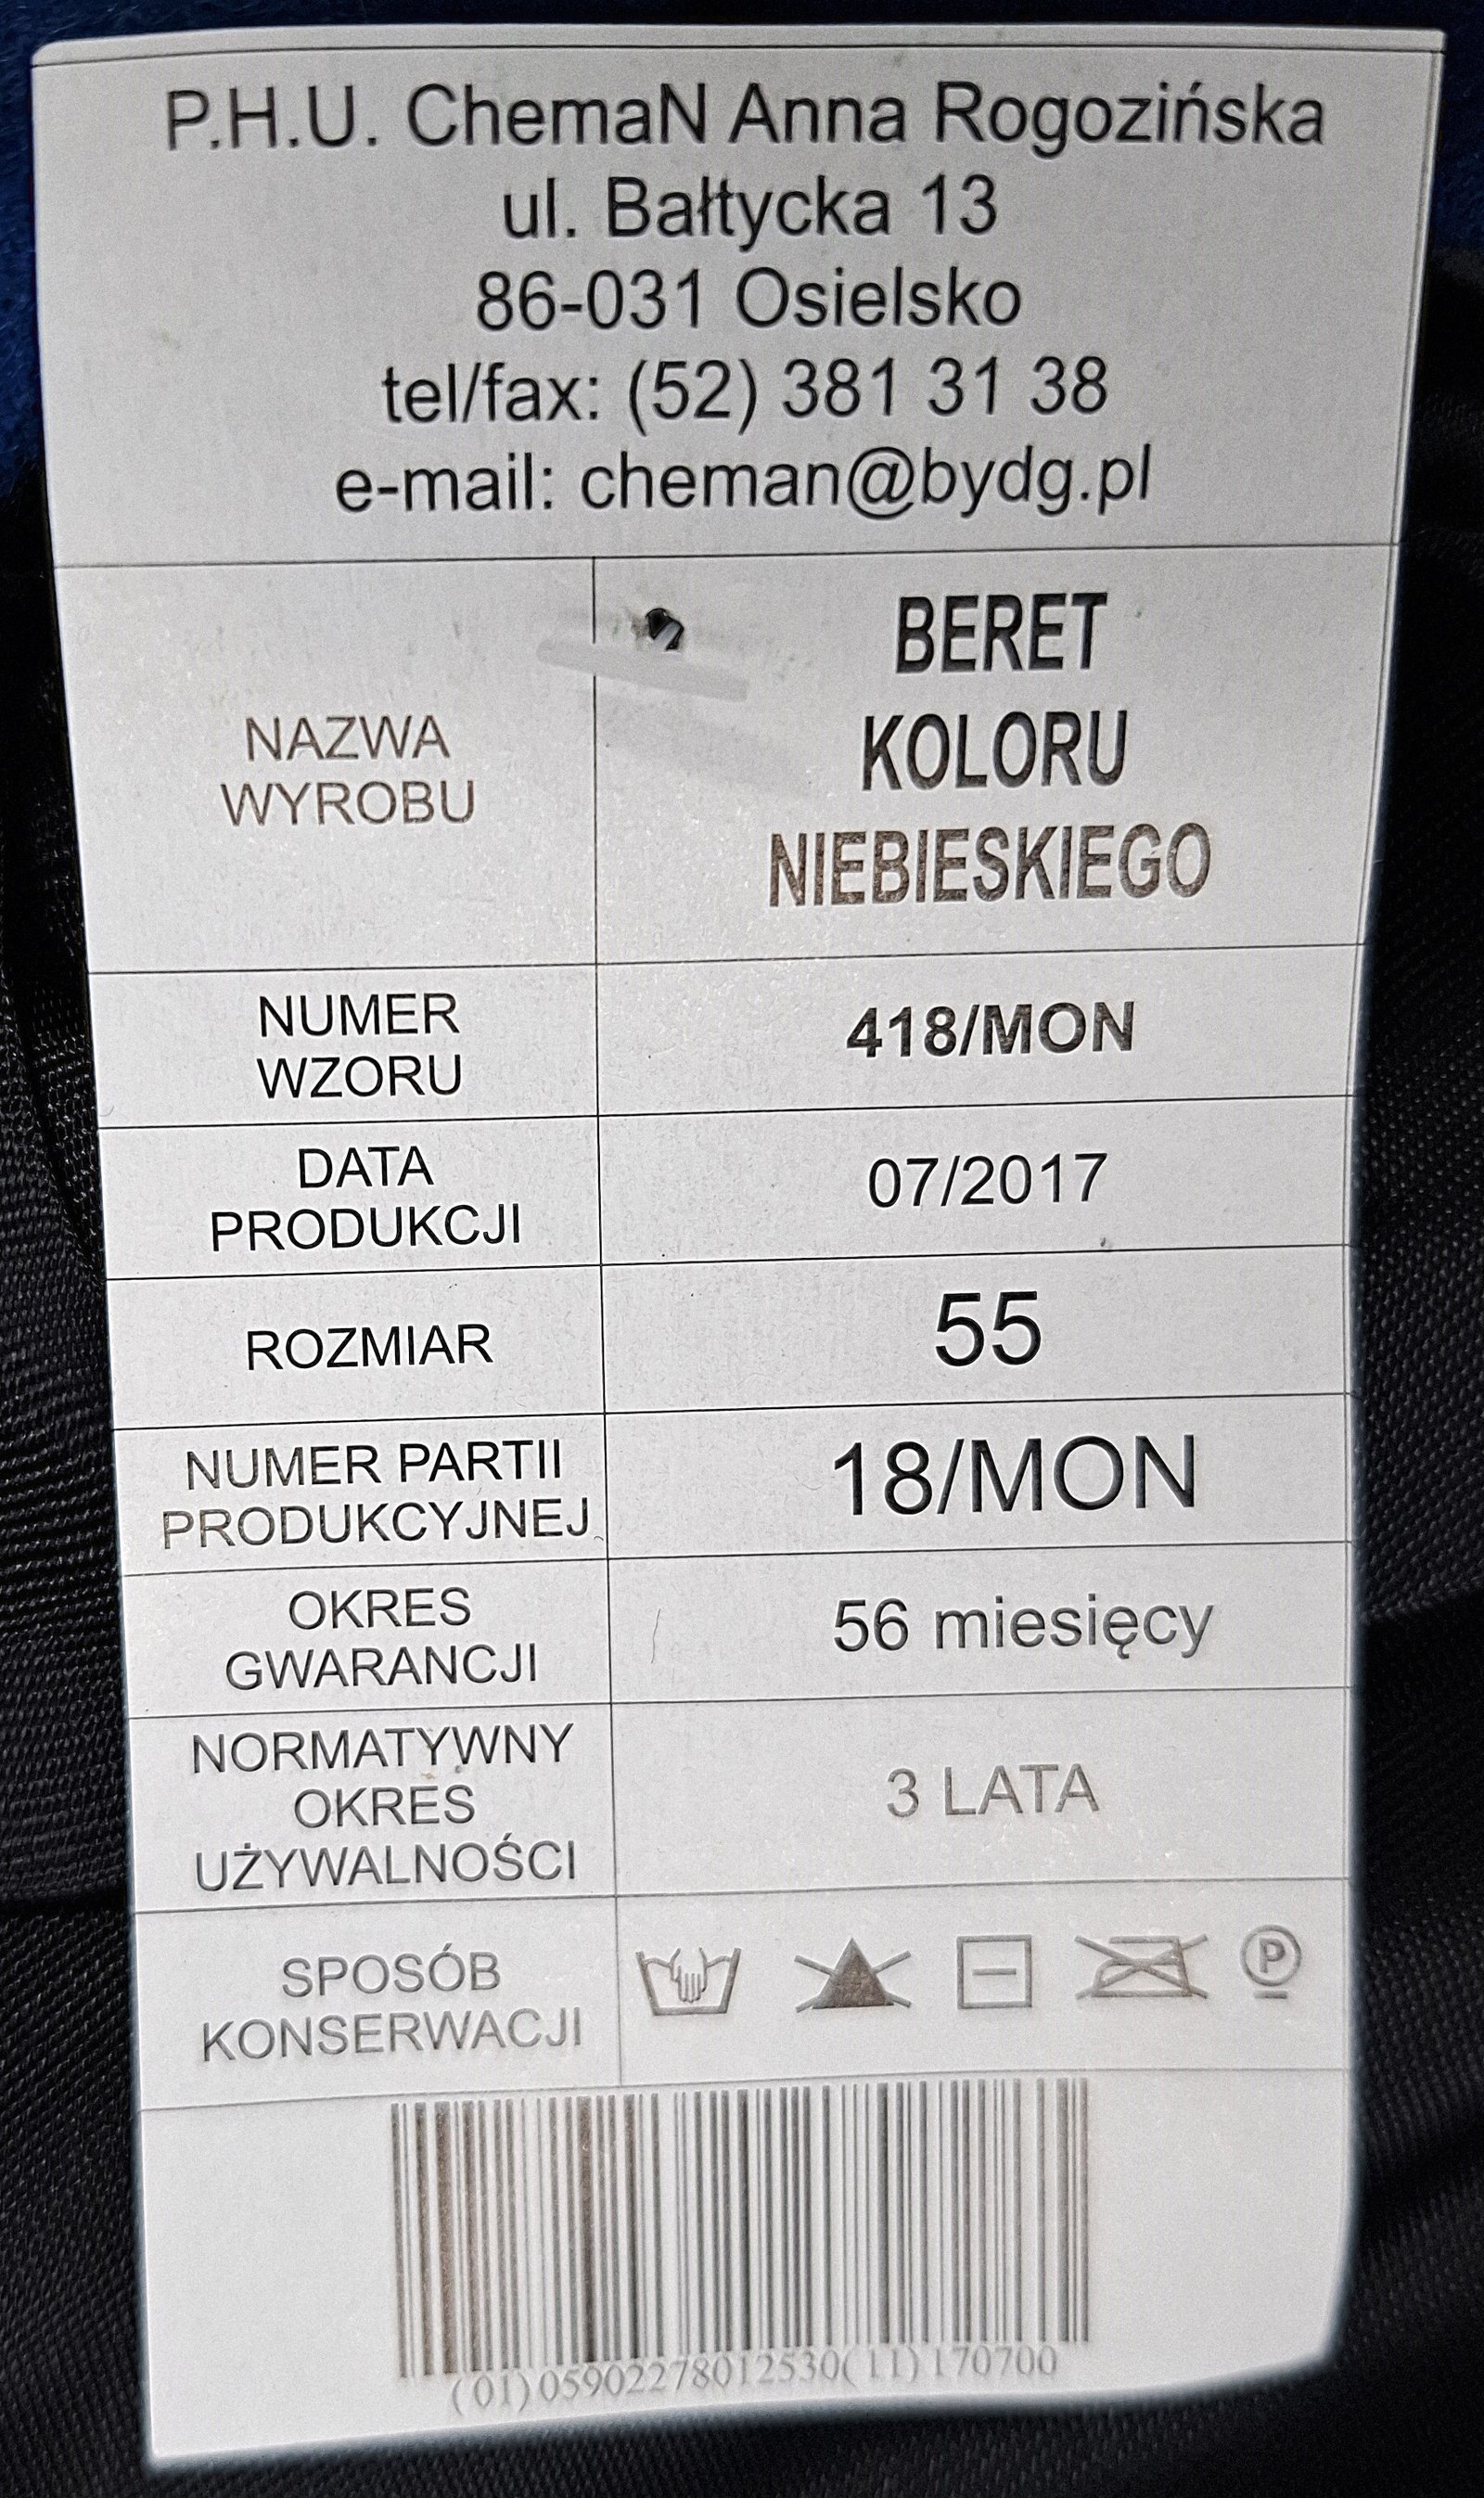 P.H.U. ChemaN Anna Rogozińska
ul. Bałtycka 13
86-031 Osielsko
tel/fax: (52) 381 31 38
e-mail: cheman@bydg.pl
NAZWA
WYROBU
BERET
KOLORU
NIEBIESKIEGO
NUMER
WZORU
418/MON
DATA
PRODUKCJI
07/2017
ROZMIAR
55
NUMER PARTII
PRODUKCYJNEJ
18/MON
OKRES
GWARANCJI
56 miesięcy
NORMATYWNY
OKRES
UŻYWALNOŚCI
3 LATA
SPOSÓB
KONSERWACJI
P
(01)05902278012530(11)170700